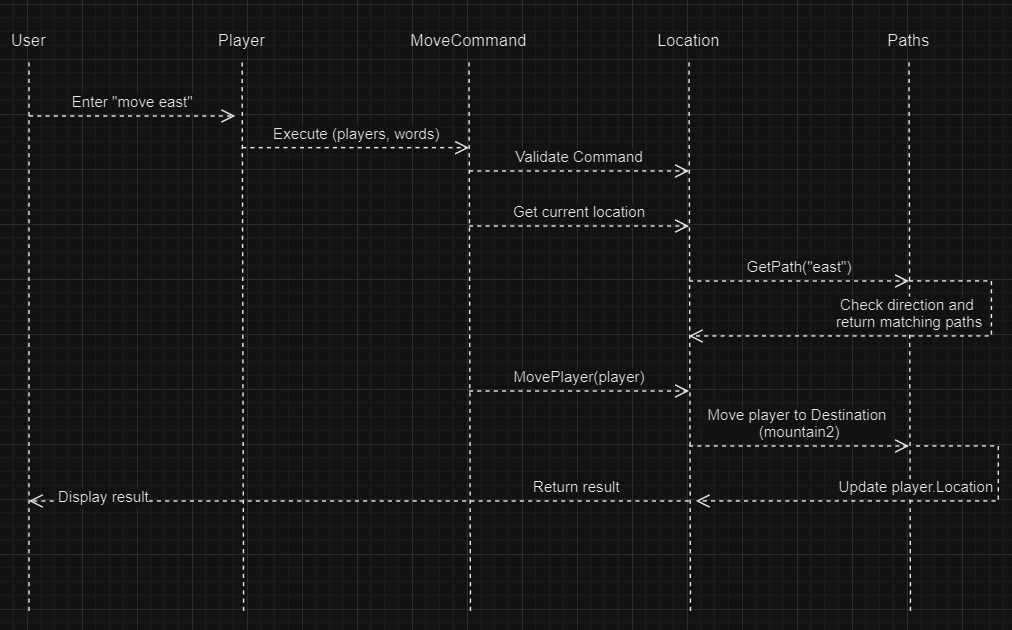 User
Player
MoveCommand
Location
Paths
Enter "move east"
Execute (players, words)
Validate Command
Get current location
GetPath("east")
Check direction and
return matching paths
MovePlayer(player)
Move player to Destination
(mountain2)
Update player.Location
Return result
Display result